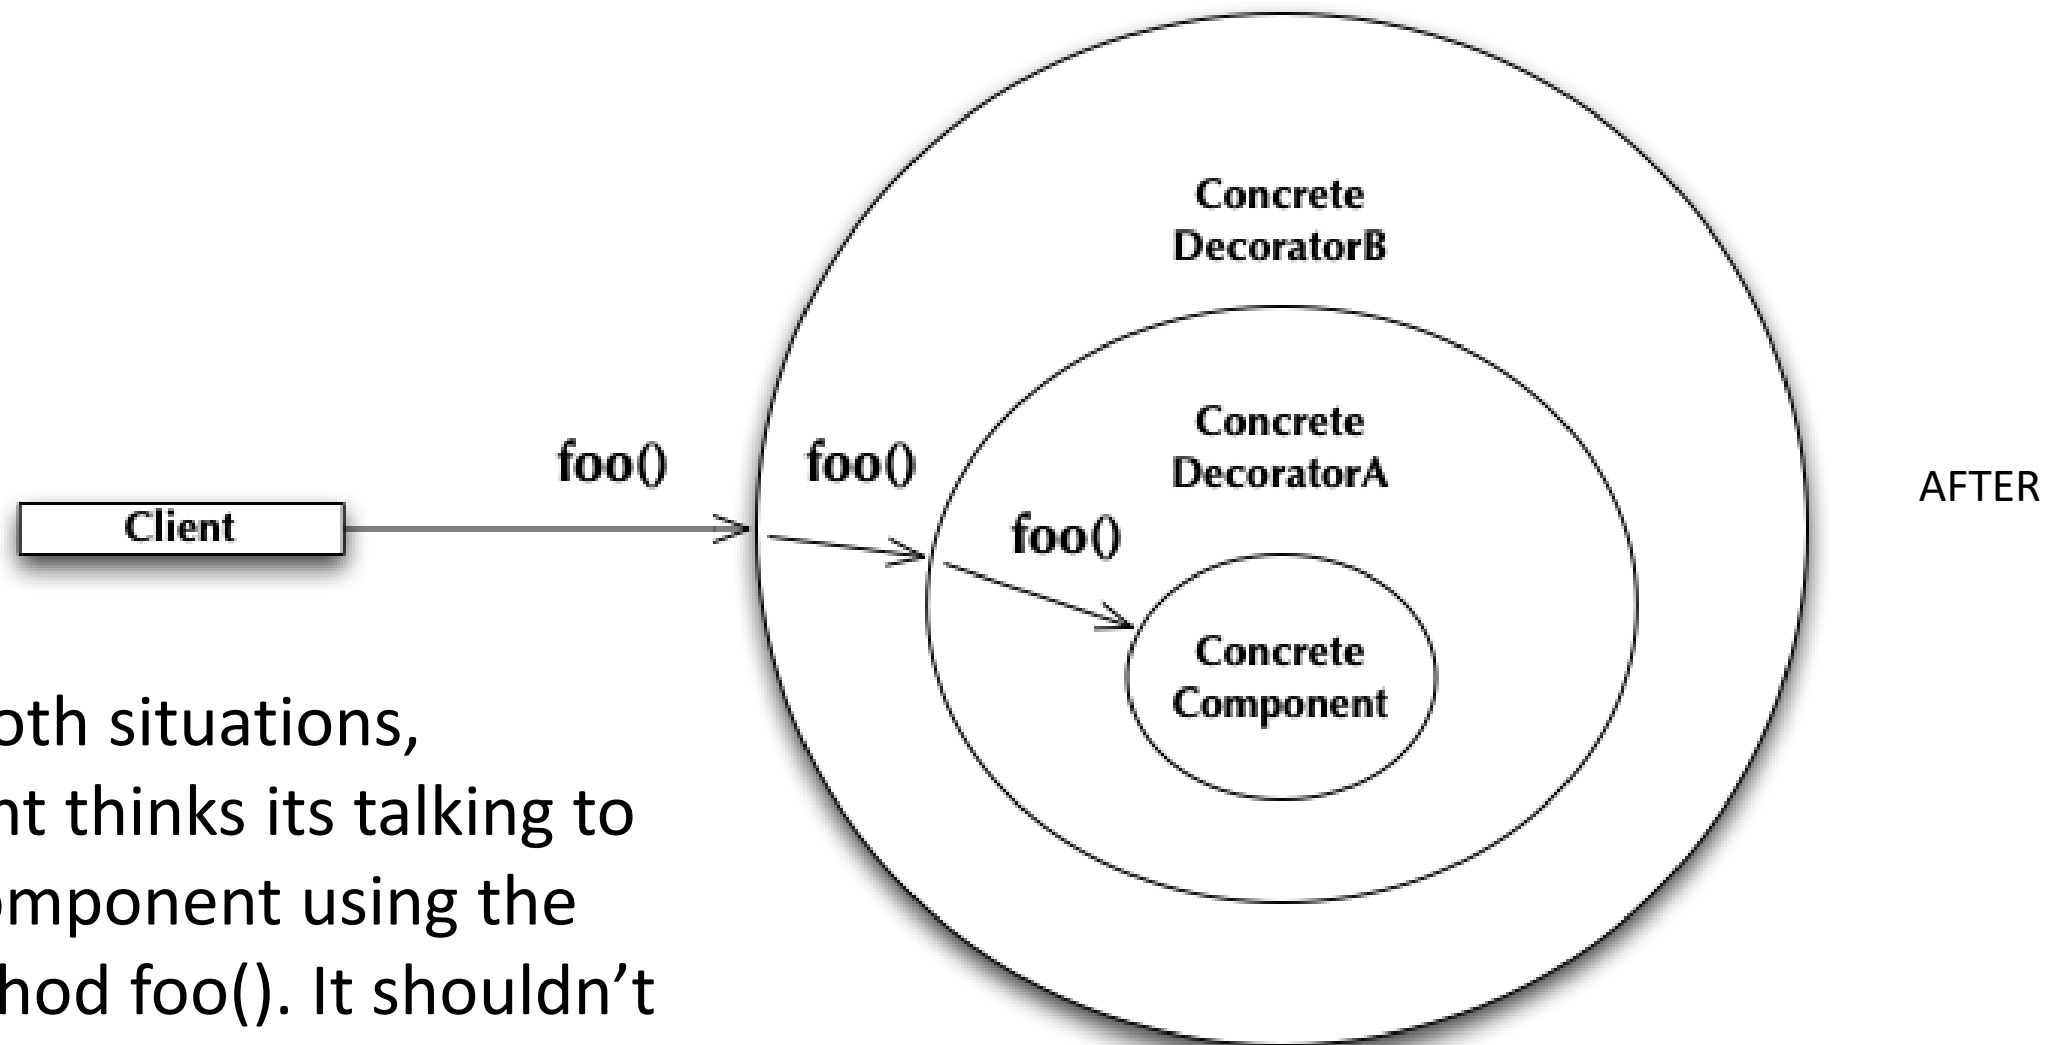 Concrete
DecoratorB
Concrete
DecoratorA
foo()
foo()
AFTER
foo()
Client
Concrete
Component
oth situations,
nt thinks its talking to
omponent using the
hod foo(). It shouldn’t